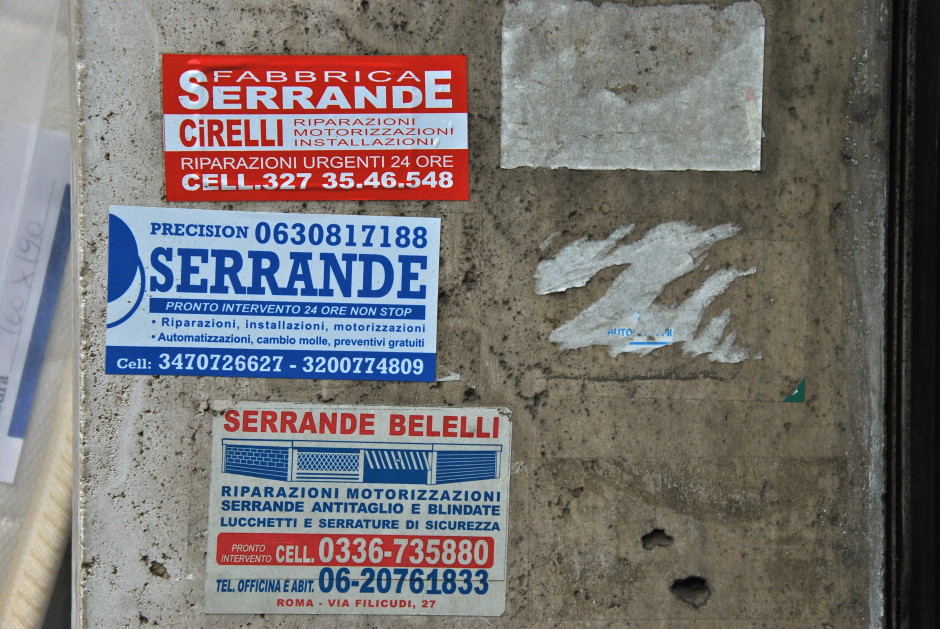 FABBRICA
SERRANDE
CiRELLI
RIPARAZIONI
MOTORIZZAZIONI
INSTALLAZIONI
RIPARAZIONI URGENTI 24 ORE
CELL.327 35.46.548
PRECISION 0630817188
SERRANDE
PRONTO INTERVENTO 24 ORE NON STOP
• Riparazioni, installazioni, motorizzazioni
• Automatizzazioni, cambio molle, preventivi gratuiti
Cell: 3470726627 - 3200774809
SERRANDE BELELLI
RIPARAZIONI MOTORIZZAZIONI
SERRANDE ANTITAGLIO E BLINDATE
LUCCHETTI E SERRATURE DI SICUREZZA
PRONTO INTERVENTO CELL. 0336-735880
TEL. OFFICINA E ABIT. 06-20761833
ROMA - VIA FILICUDI, 27